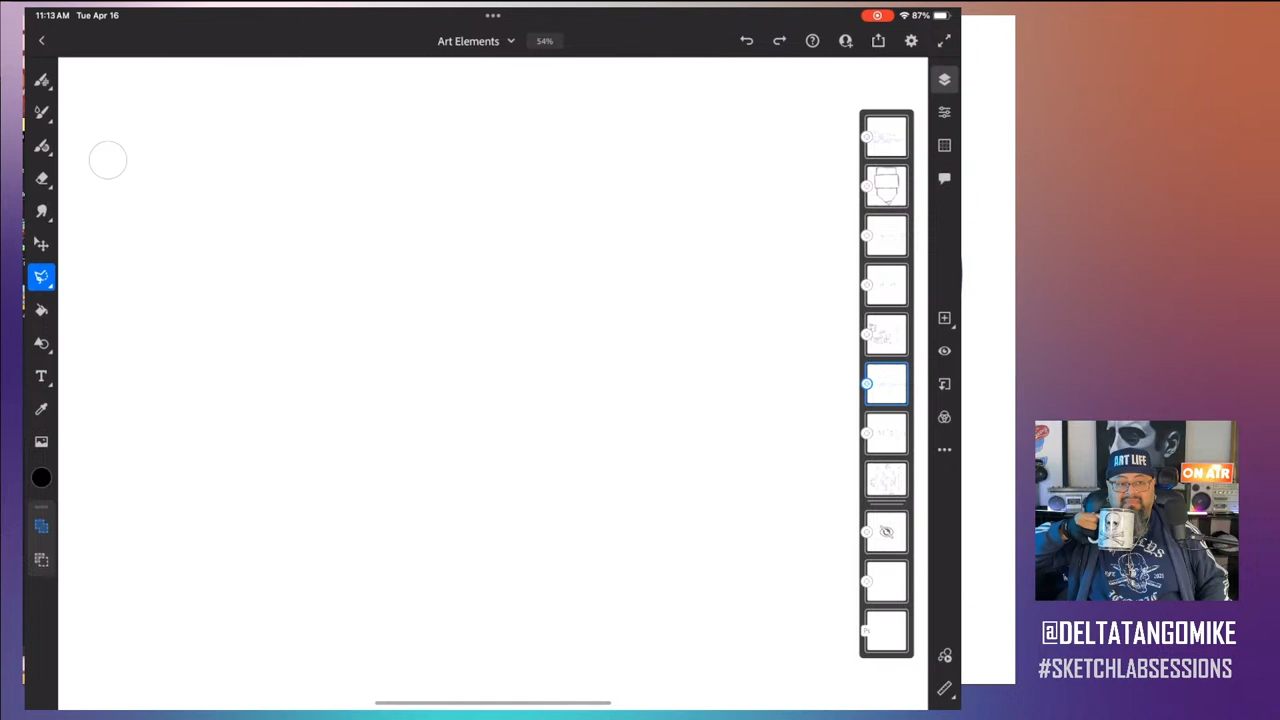 11:13 AM Tue Apr 16
87%
Art Elements
54%
T
ART LIFE
ON AIR
@DELTATANGOMIKE
#SKETCHLABSESSIONS